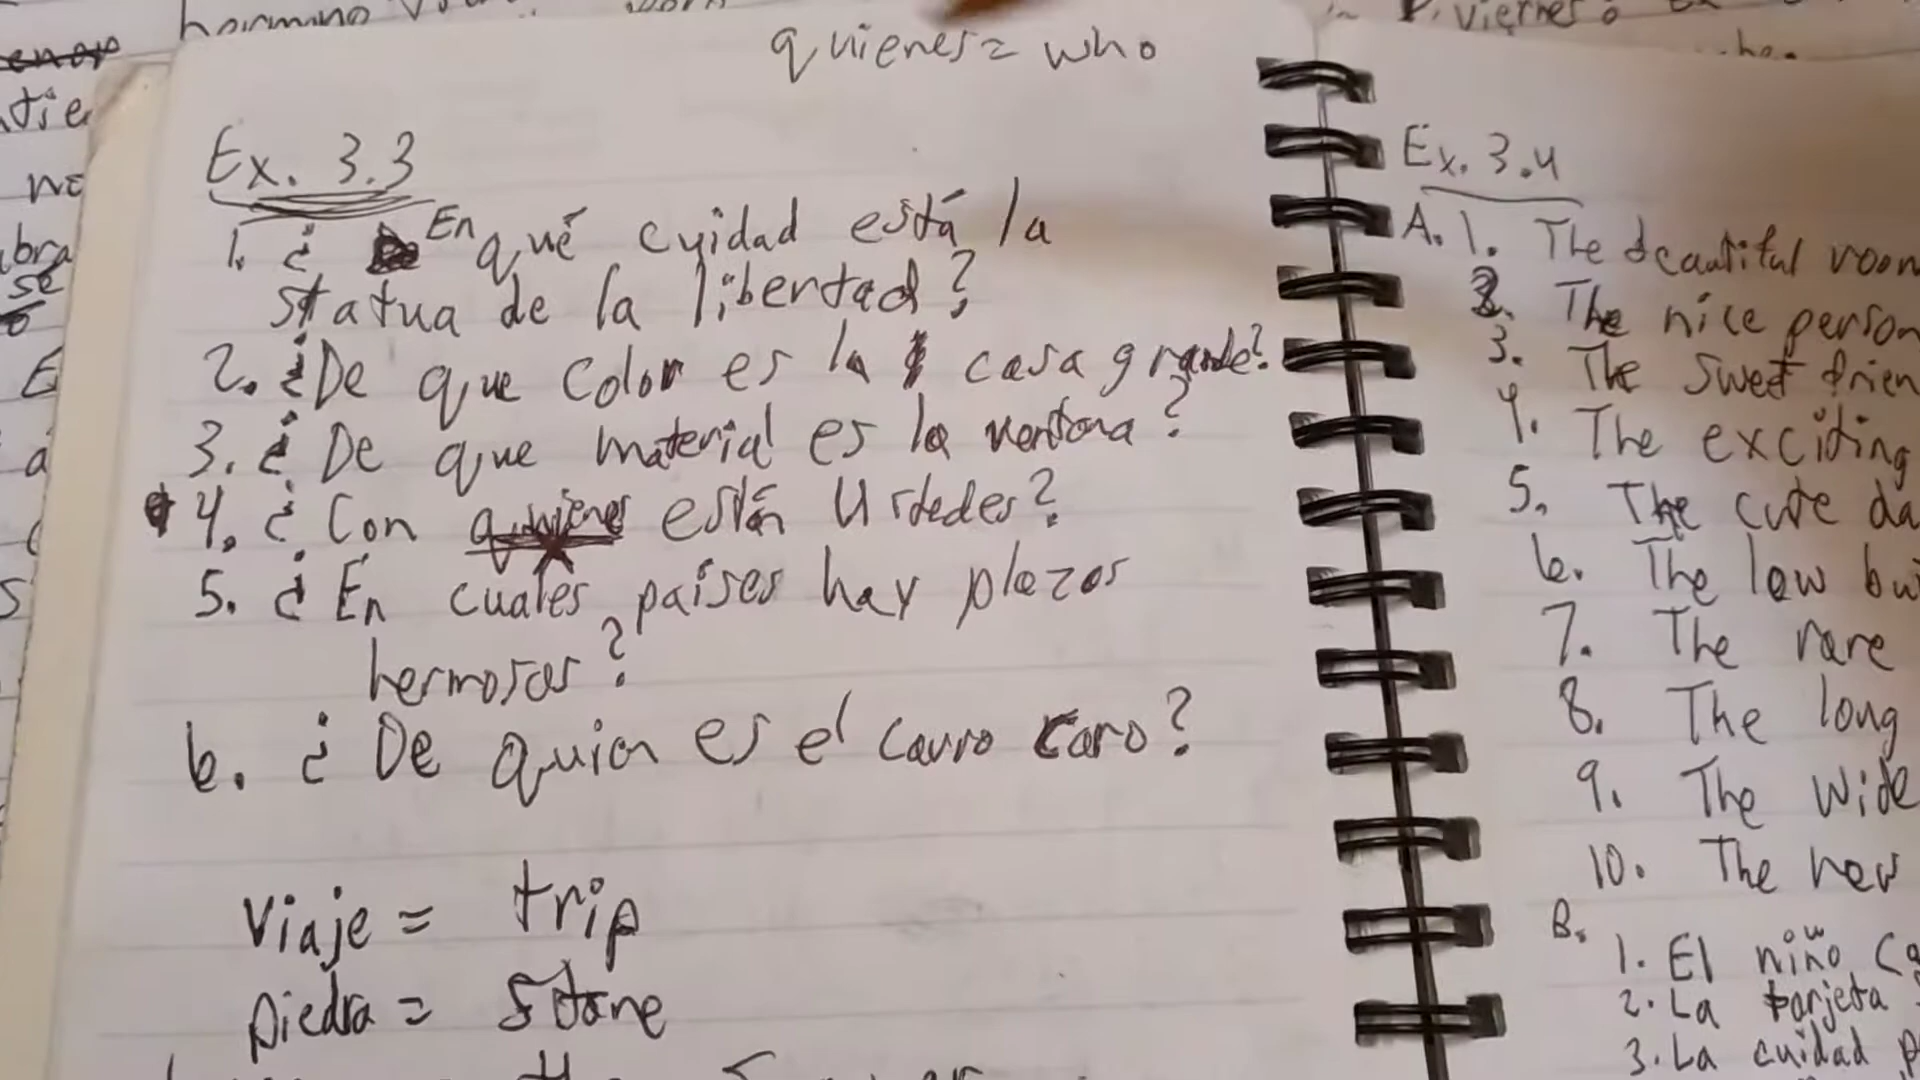 hermano
quienes = who
viernes
Ex. 3.3
1. ¿ En qué cuidad está la
statua de la libertad?
2. ¿De que color es la casa grande?
3. ¿ De que material es la ventana?
4. ¿ Con quienes están Ustedes?
5. ¿ En cuales países hay plazas
hermosas?
6. ¿ De quien es el carro caro?
viaje = trip
piedra = stone
Ex. 3.4
A. 1. The beautiful room
2. The nice person
3. The sweet frien
4. The exciting
5. The cute da
6. The low bui
7. The rare
8. The long
9. The wide
10. The new
B.
1. El niño
2. La tarjeta
3. La cuidad